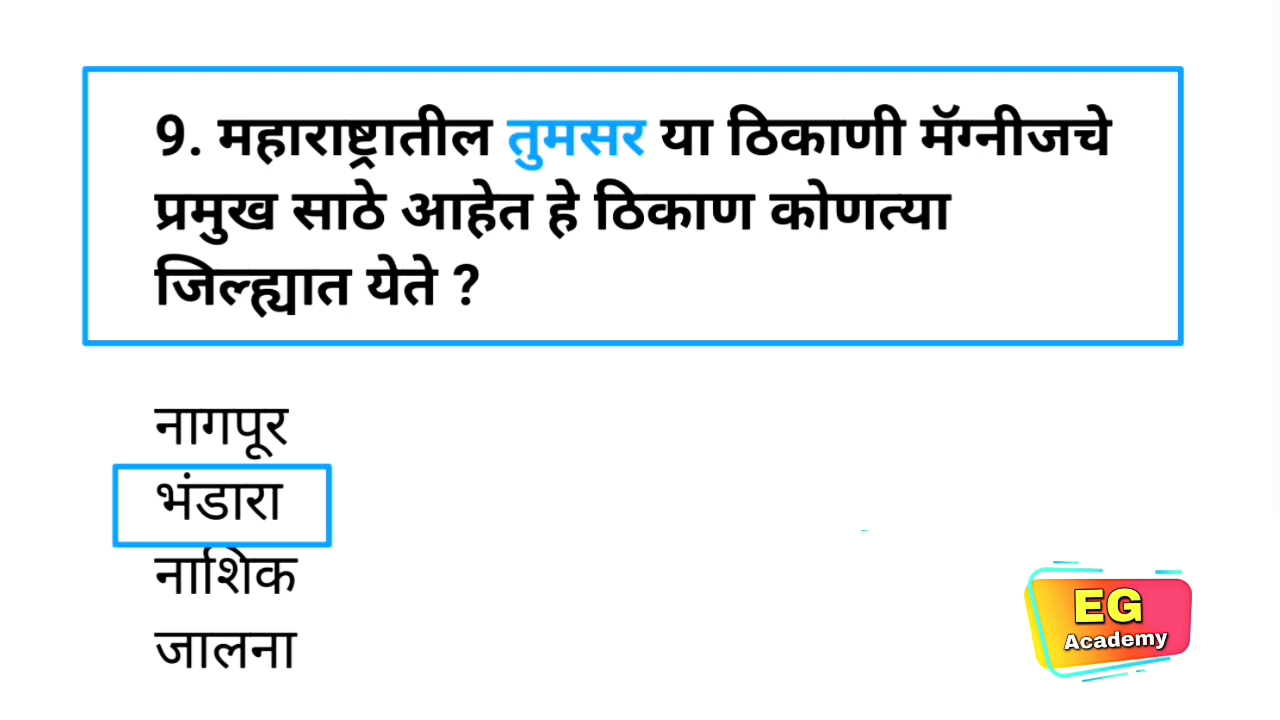 9. महाराष्ट्रातील तुमसर या ठिकाणी मॅग्नीजचे
प्रमुख साठे आहेत हे ठिकाण कोणत्या
जिल्ह्यात येते ?
नागपूर
भंडारा
नाशिक
जालना
EG
Academy